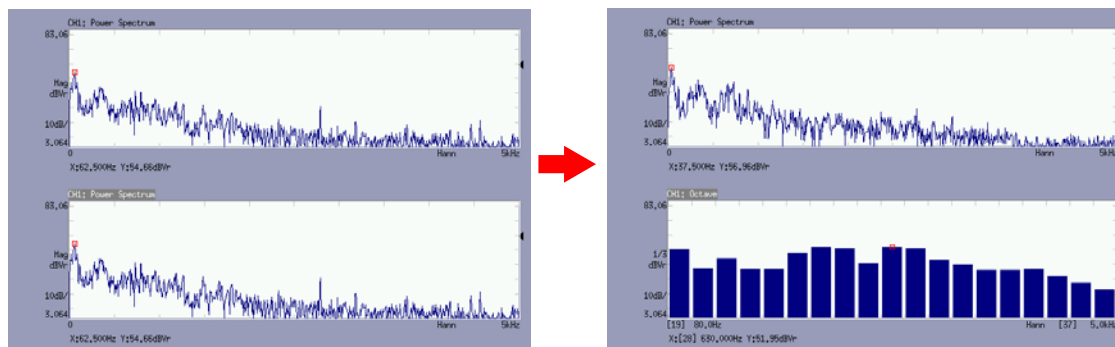 CH1: Power Spectrum
83.06
Mag
dBVr
10dB/
3.064
0
Hann
5kHz
X:62.500Hz Y:54.66dBVr
CH1: Power Spectrum
83.06
Mag
dBVr
10dB/
3.064
0
Hann
5kHz
X:62.500Hz Y:54.66dBVr
CH1: Power Spectrum
83.06
Mag
dBVr
10dB/
3.064
0
Hann
5kHz
X:37.500Hz Y:56.96dBVr
CH1: Octave
83.06
1/3
dBVr
10dB/
3.064
[19] 80.0Hz
Hann [37] 5.0kHz
X:[28] 630.000Hz Y:51.95dBVr